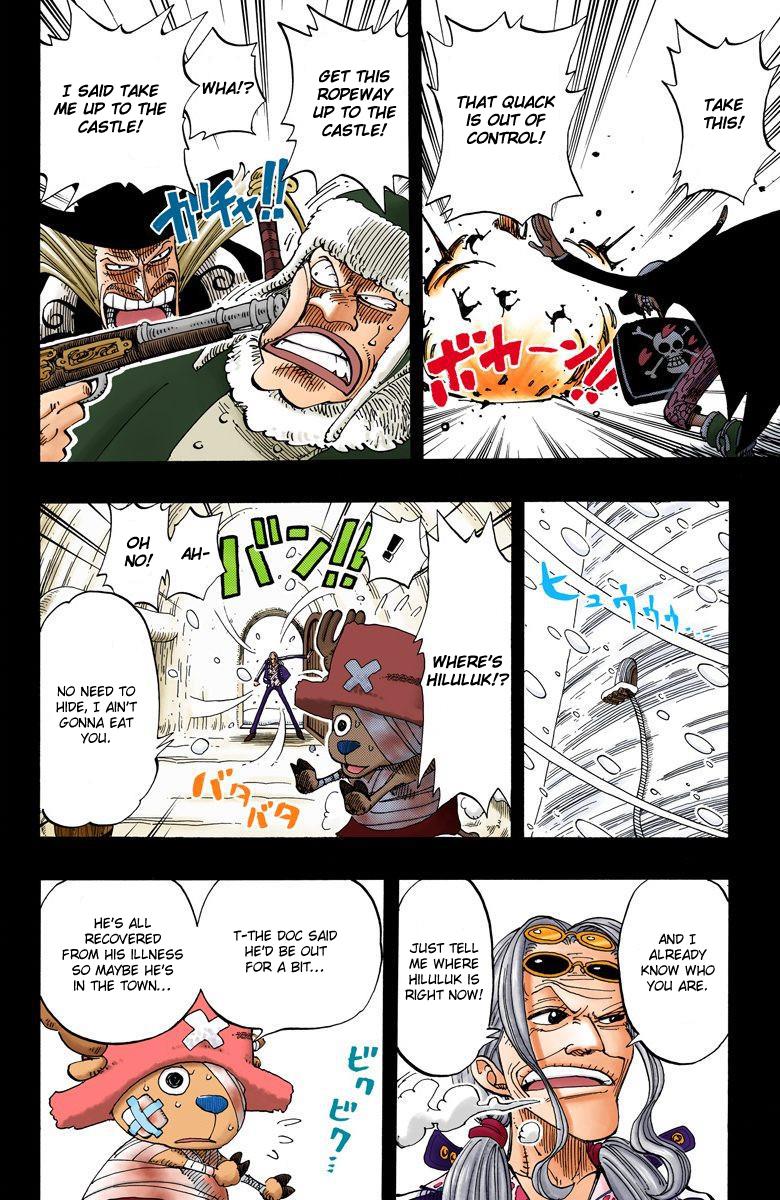 TAKE
THIS!
THAT QUACK
IS OUT OF
CONTROL!
ボカーン!!
GET THIS
ROPEWAY
UP TO THE
CASTLE!
WHA!?
I SAID TAKE
ME UP TO THE
CASTLE!
ガチャ!!
ヒュウゥゥ...
WHERE'S
HILULUK!?
!
バン!!
AH-
OH
NO!
NO NEED TO
HIDE, I AIN'T
GONNA EAT
YOU.
バタ
バタ
AND I
ALREADY
KNOW WHO
YOU ARE.
JUST TELL
ME WHERE
HILULUK IS
RIGHT NOW!
T-THE DOC SAID
HE'D BE OUT
FOR A BIT...
HE'S ALL
RECOVERED
FROM HIS ILLNESS
SO MAYBE HE'S
IN THE TOWN...
ビク
ビク...